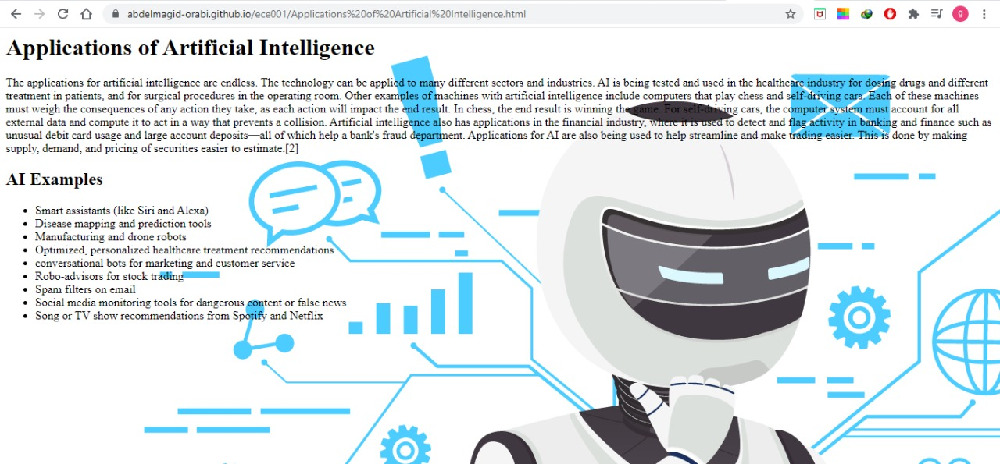 abdelmagid-orabi.github.io/ece001/Applications%20of%20Artificial%20Intelligence.html
g
Applications of Artificial Intelligence
The applications for artificial intelligence are endless. The technology can be applied to many different sectors and industries. AI is being tested and used in the healthcare industry for dosing drugs and different
treatment in patients, and for surgical procedures in the operating room. Other examples of machines with artificial intelligence include computers that play chess and self-driving cars. Each of these machines
must weigh the consequences of any action they take, as each action will impact the end result. In chess, the end result is winning the game. For self-driving cars, the computer system must account for all
external data and compute it to act in a way that prevents a collision. Artificial intelligence also has applications in the financial industry, where it is used to detect and flag activity in banking and finance such as
unusual debit card usage and large account deposits—all of which help a bank's fraud department. Applications for AI are also being used to help streamline and make trading easier. This is done by making
supply, demand, and pricing of securities easier to estimate.[2]
AI Examples
• Smart assistants (like Siri and Alexa)
• Disease mapping and prediction tools
• Manufacturing and drone robots
• Optimized, personalized healthcare treatment recommendations
• conversational bots for marketing and customer service
• Robo-advisors for stock trading
• Spam filters on email
• Social media monitoring tools for dangerous content or false news
• Song or TV show recommendations from Spotify and Netflix